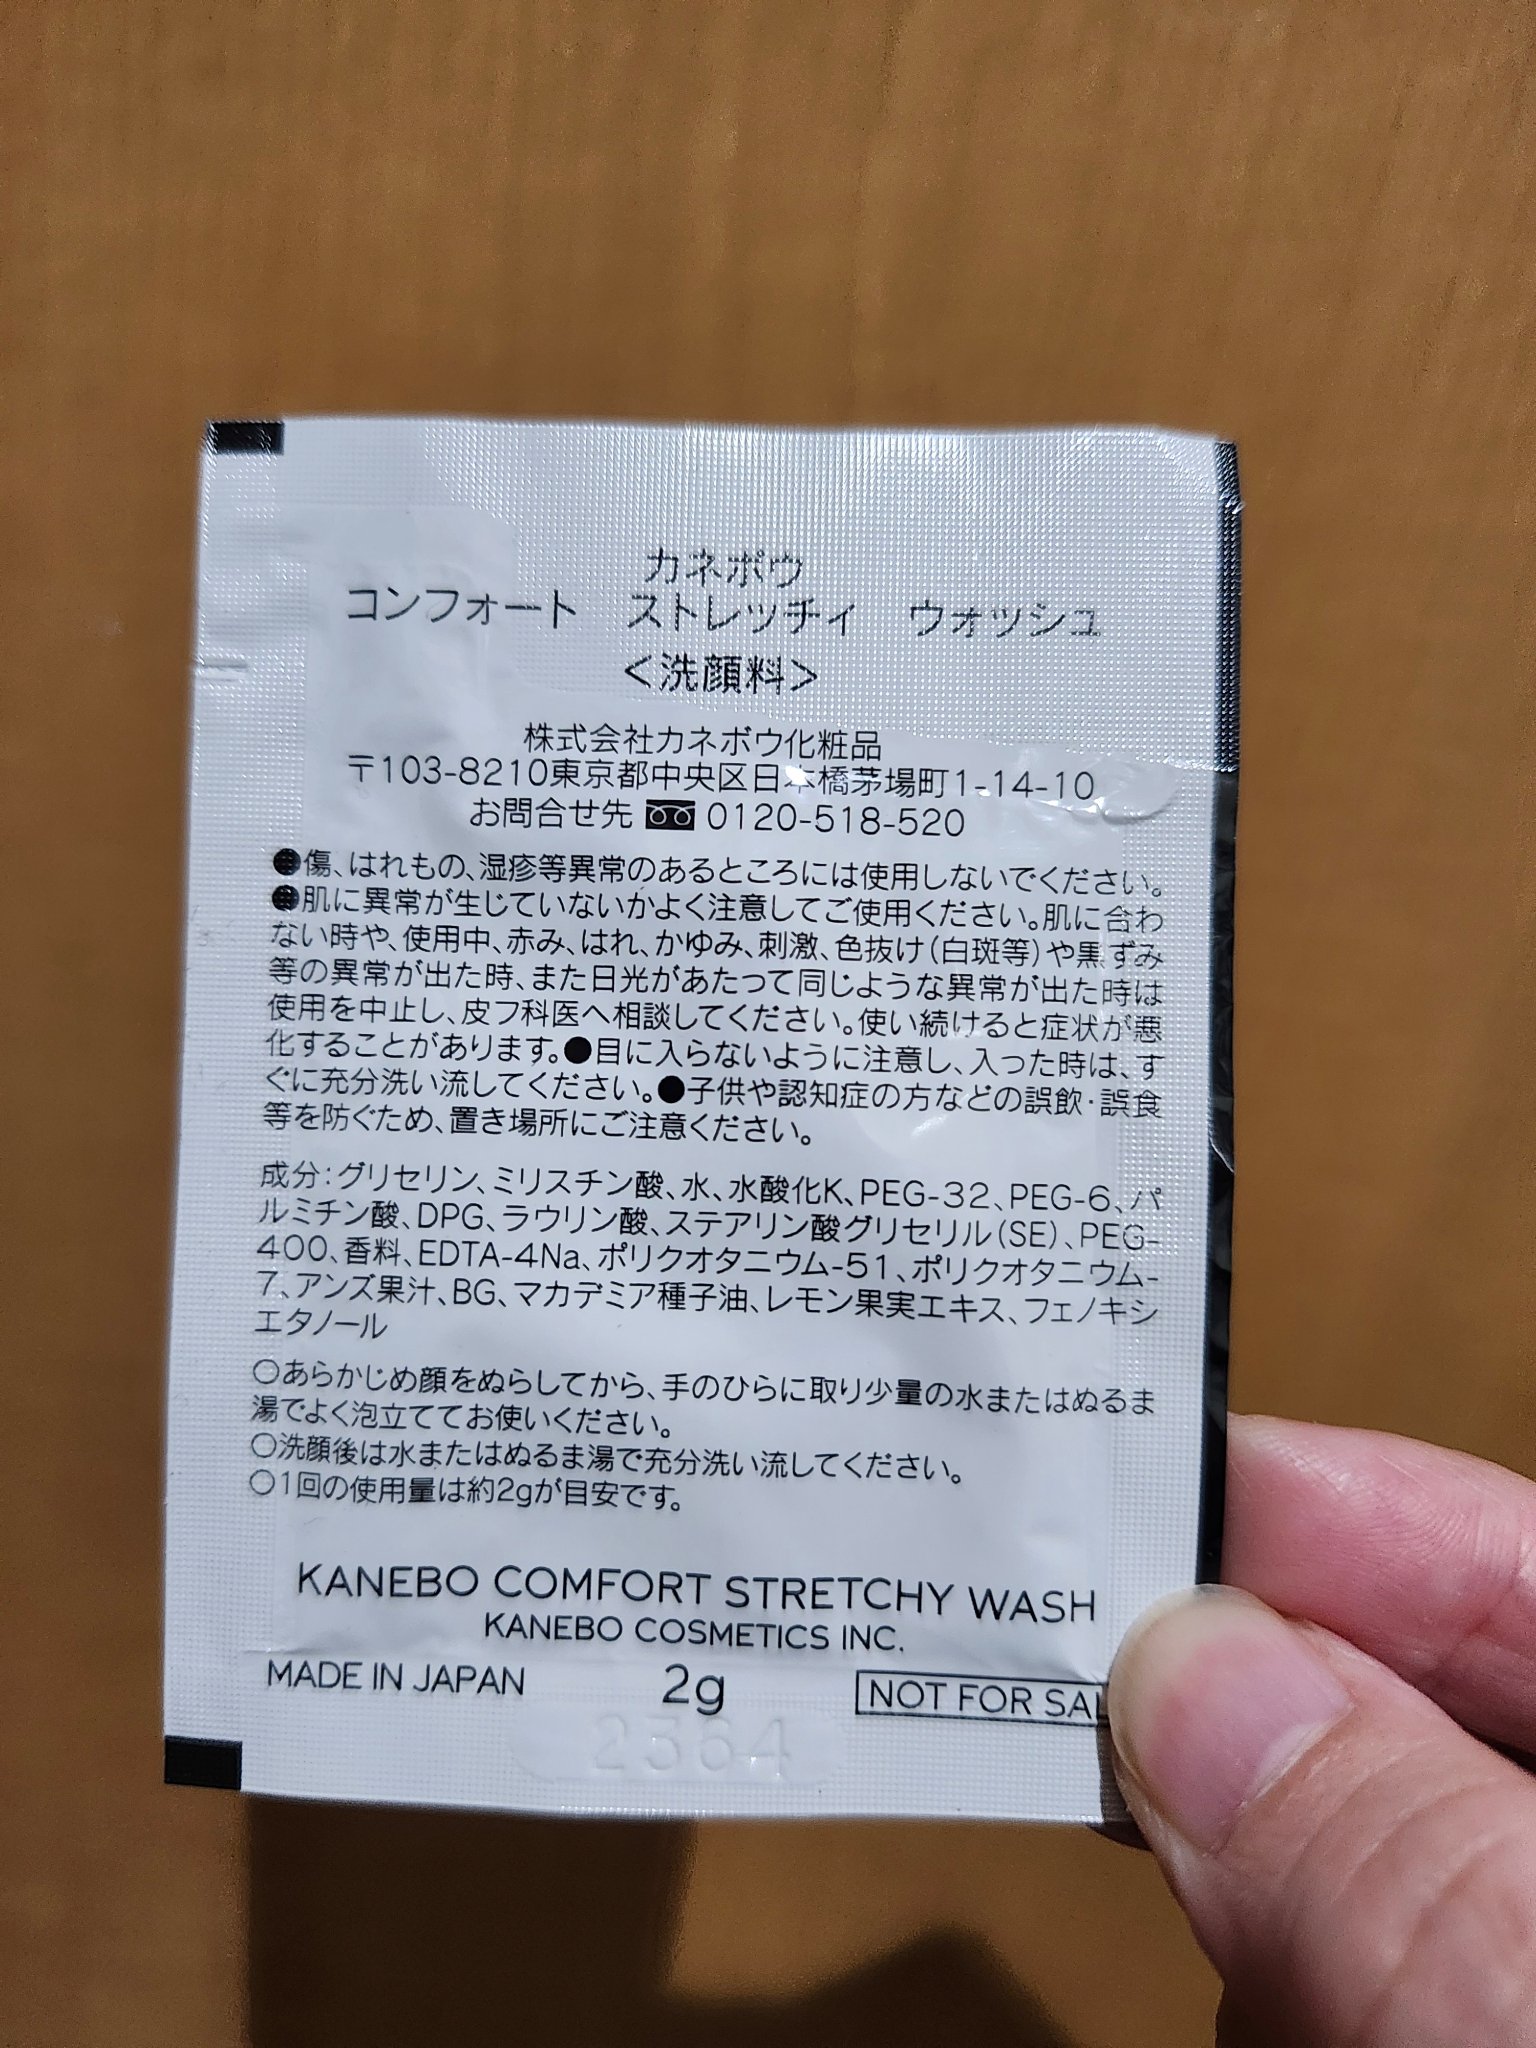 カネボウ
コンフォート ストレッチィ ウォッシュ
<洗顔料>
株式会社カネボウ化粧品
〒103-8210東京都中央区日本橋茅場町1-14-10
お問合せ先 0120-518-520
●傷、はれもの、湿疹等異常のあるところには使用しないでください。
●肌に異常が生じていないかよく注意してご使用ください。肌に合わ
ない時や、使用中、赤み、はれ、かゆみ、刺激、色抜け(白斑等)や黒ずみ
等の異常が出た時、また日光があたって同じような異常が出た時は
使用を中止し、皮フ科医へ相談してください。使い続けると症状が悪
化することがあります。●目に入らないように注意し、入った時は、す
ぐに充分洗い流してください。●子供や認知症の方などの誤飲・誤食
等を防ぐため、置き場所にご注意ください。
成分:グリセリン、ミリスチン酸、水、水酸化K、PEG-32、PEG-6、パ
ルミチン酸、DPG、ラウリン酸、ステアリン酸グリセリル(SE)、PEG-
400、香料、EDTA-4Na、ポリクオタニウム-51、ポリクオタニウム-
7、アンズ果汁、BG、マカデミア種子油、レモン果実エキス、フェノキシ
エタノール
○あらかじめ顔をぬらしてから、手のひらに取り少量の水またはぬるま
湯でよく泡立ててお使いください。
○洗顔後は水またはぬるま湯で充分洗い流してください。
○1回の使用量は約2gが目安です。
KANEBO COMFORT STRETCHY WASH
KANEBO COSMETICS INC.
MADE IN JAPAN 2g NOT FOR SAL
2364